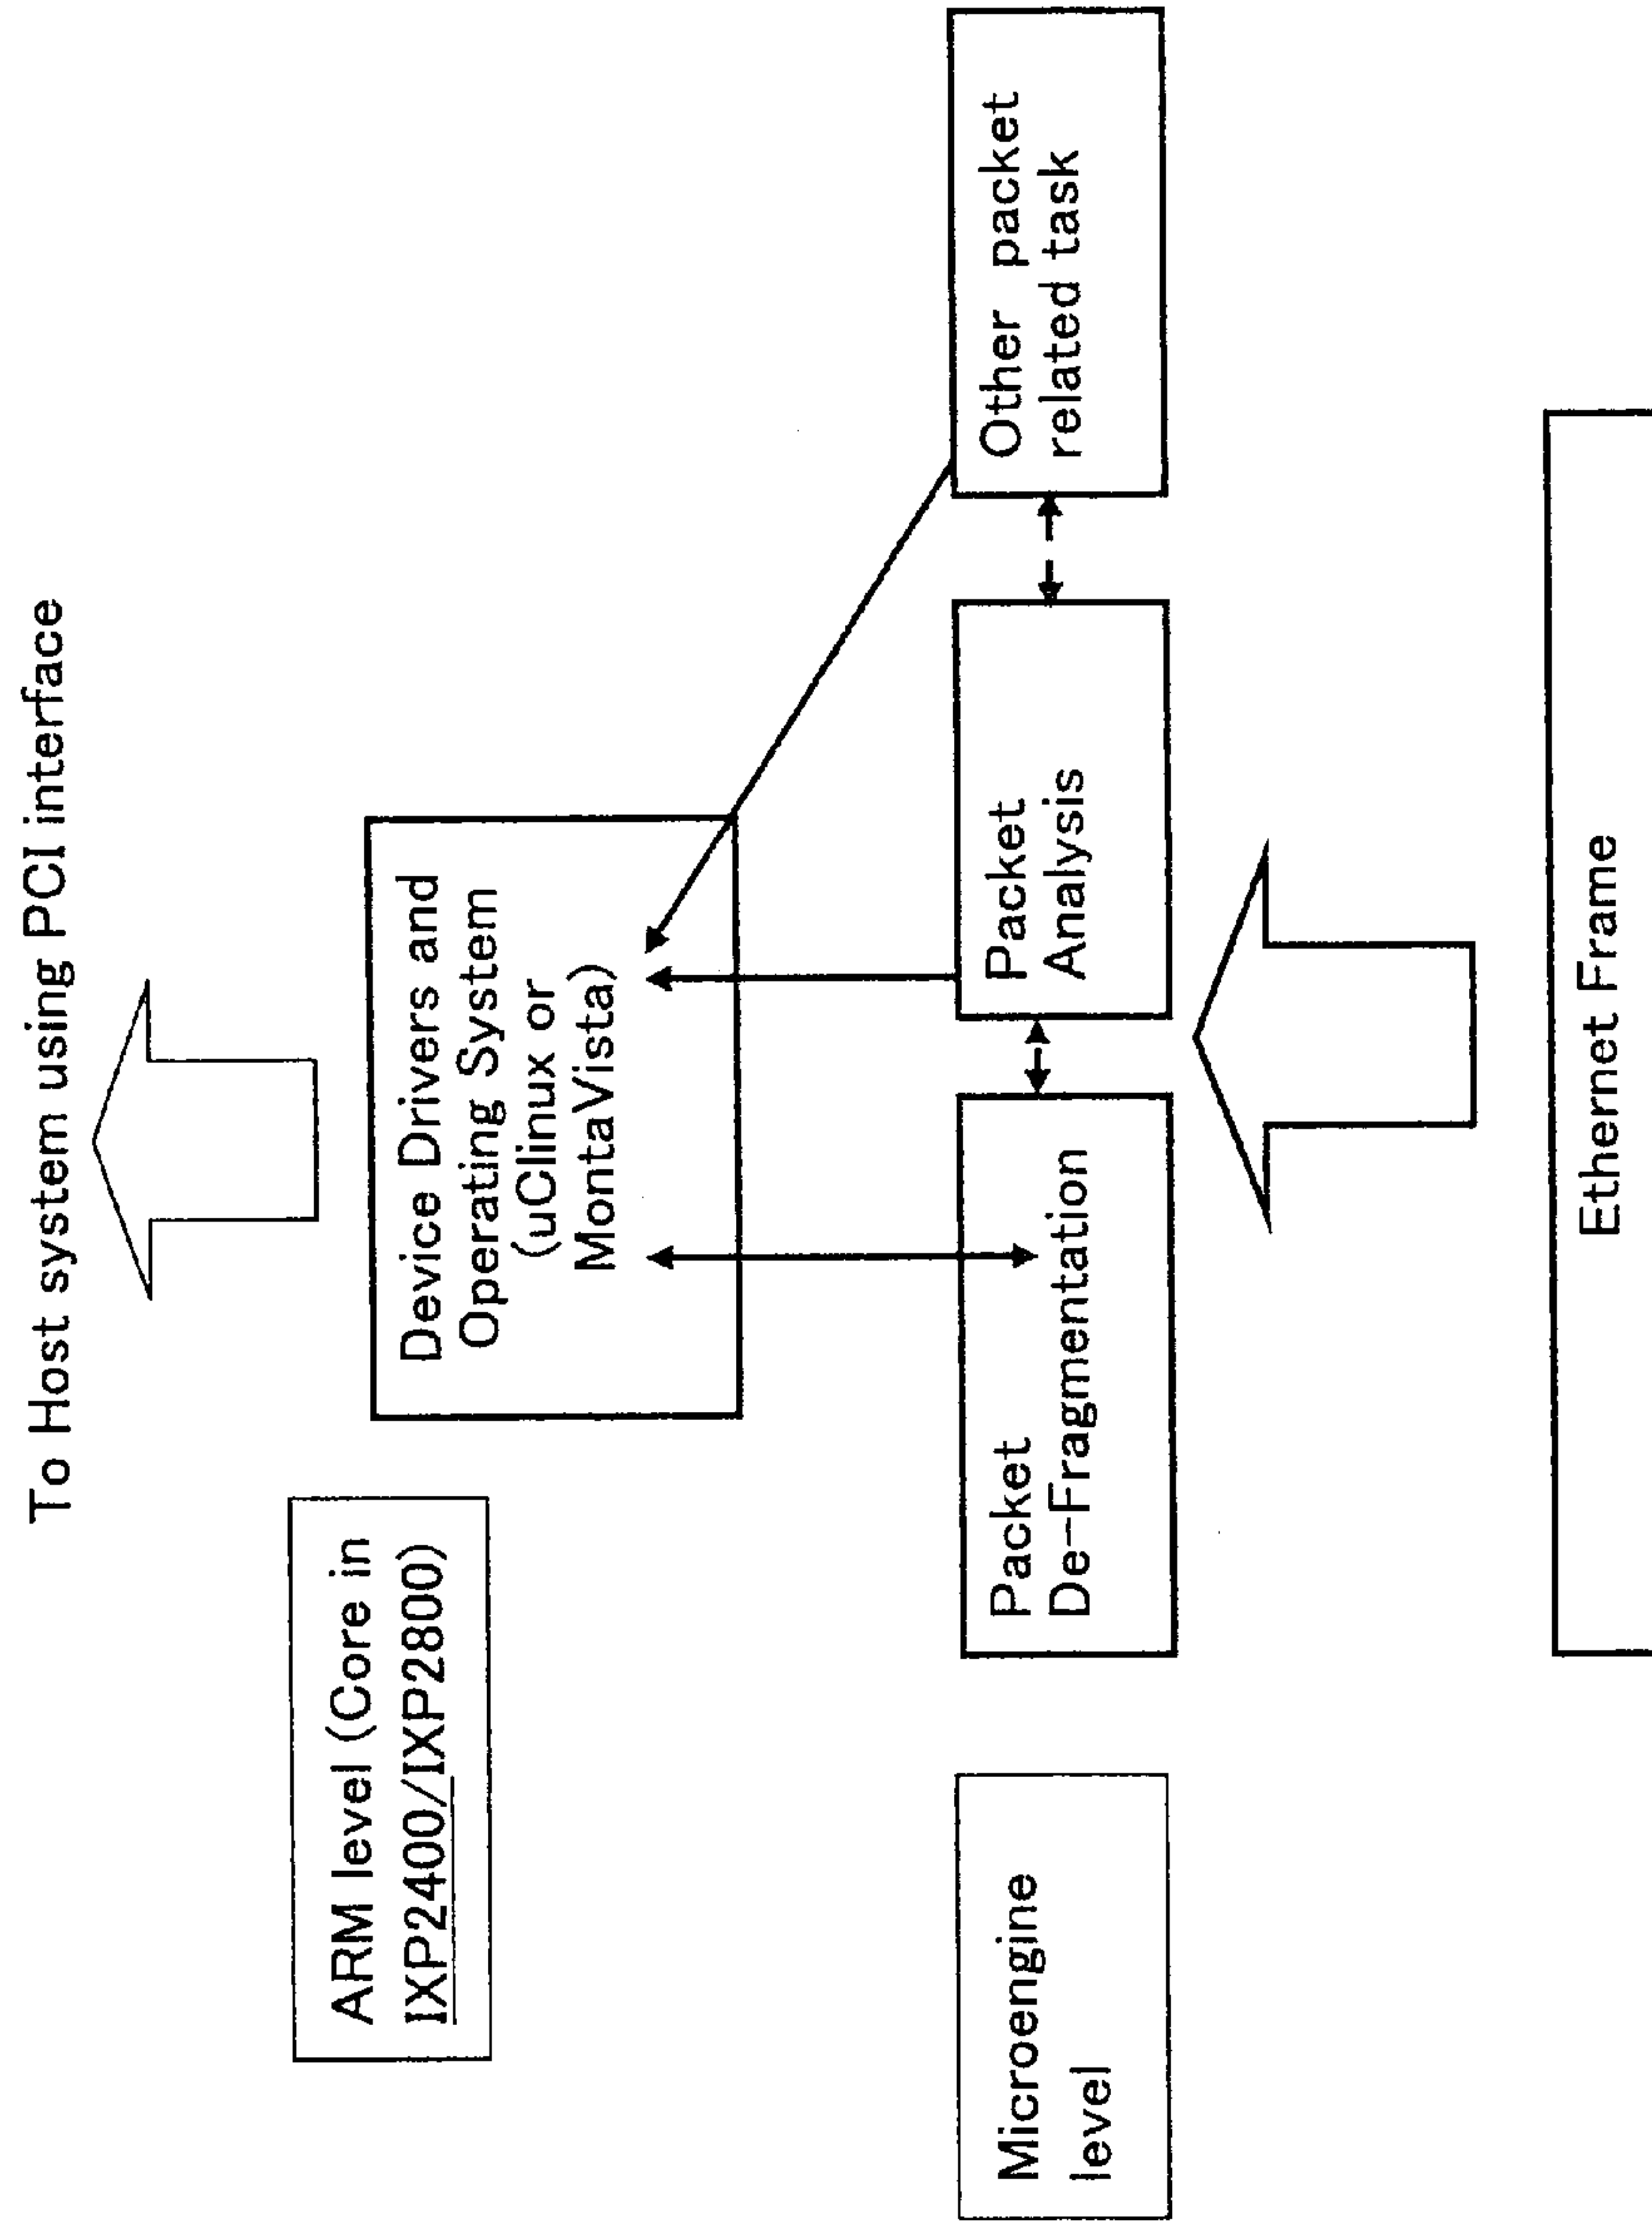 To Host system using PCI interface
ARM level (Core in
IXP2400/IXP2800)
Device Drivers and
Operating System
(uClinux or
MontaVista)
Microengine
level
Packet
De-Fragmentation
Packet
Analysis
Other packet
related task
Ethernet Frame